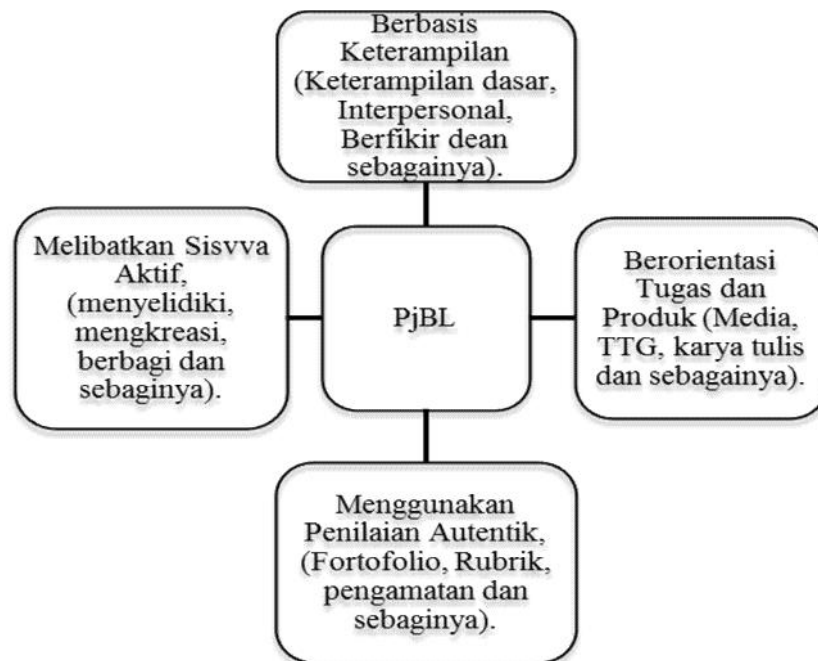 Berbasis
Keterampilan
(Keterampilan dasar,
Interpersonal,
Berfikir dean
sebagainya).
Melibatkan Sisvva
Aktif,
(menyelidiki,
mengkreasi,
berbagi dan
sebaginya).
PjBL
Berorientasi
Tugas dan
Produk (Media,
TTG, karya tulis
dan sebagainya).
Menggunakan
Penilaian Autentik,
(Fortofolio, Rubrik,
pengamatan dan
sebaginya).